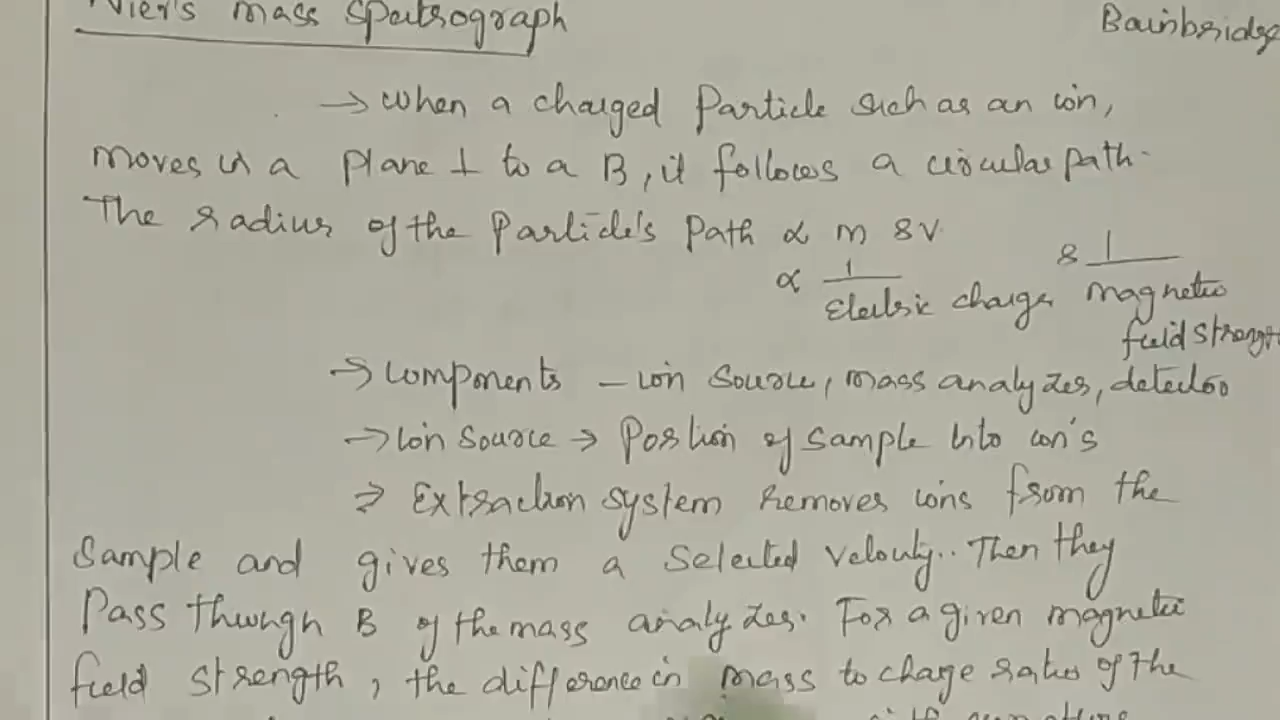 Nier's mass Spectrograph
Bainbridge
→ When a charged Particle such as an ion,
moves in a Plane ⊥ to a B, it follows a circular path.
The radius of the Particle's Path ∝ m & V
∝ 1/Electric charge & 1/Magnetic field strength
→ Components – ion source, mass analyzer, detector
→ Ion Source → Portion of sample into ion's
⇒ Extraction system removes ions from the
Sample and gives them a selected velocity.. Then they
Pass through B of the mass analyzer. For a given magnetic
field strength, the difference in mass to charge ratio of the